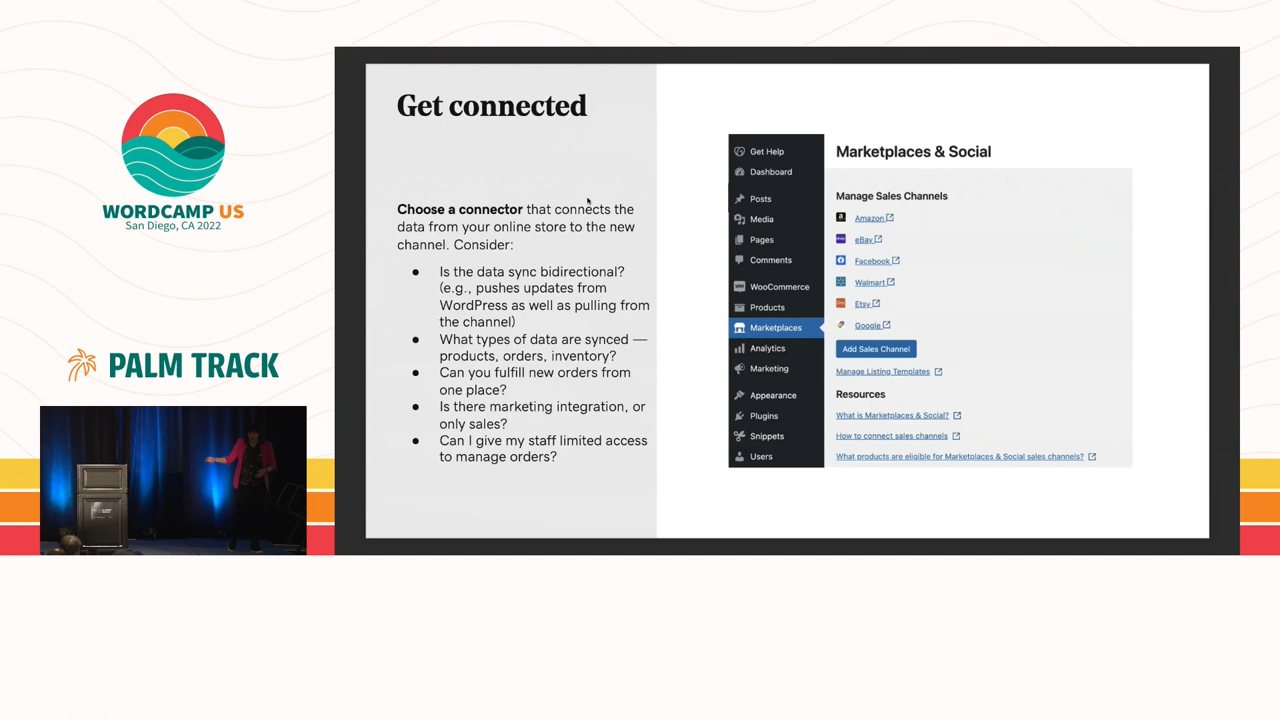 WORDCAMP US
San Diego, CA 2022
PALM TRACK
Get connected
Choose a connector that connects the
data from your online store to the new
channel. Consider:
● Is the data sync bidirectional?
(e.g., pushes updates from
WordPress as well as pulling from
the channel)
● What types of data are synced —
products, orders, inventory?
● Can you fulfill new orders from
one place?
● Is there marketing integration, or
only sales?
● Can I give my staff limited access
to manage orders?
Get Help
Dashboard
Posts
Media
Pages
Comments
WooCommerce
Products
Marketplaces
Analytics
Marketing
Appearance
Plugins
Snippets
Users
Marketplaces & Social
Manage Sales Channels
Amazon
eBay
Facebook
Walmart
Etsy
Google
Add Sales Channel
Manage Listing Templates
Resources
What is Marketplaces & Social?
How to connect sales channels
What products are eligible for Marketplaces & Social sales channels?